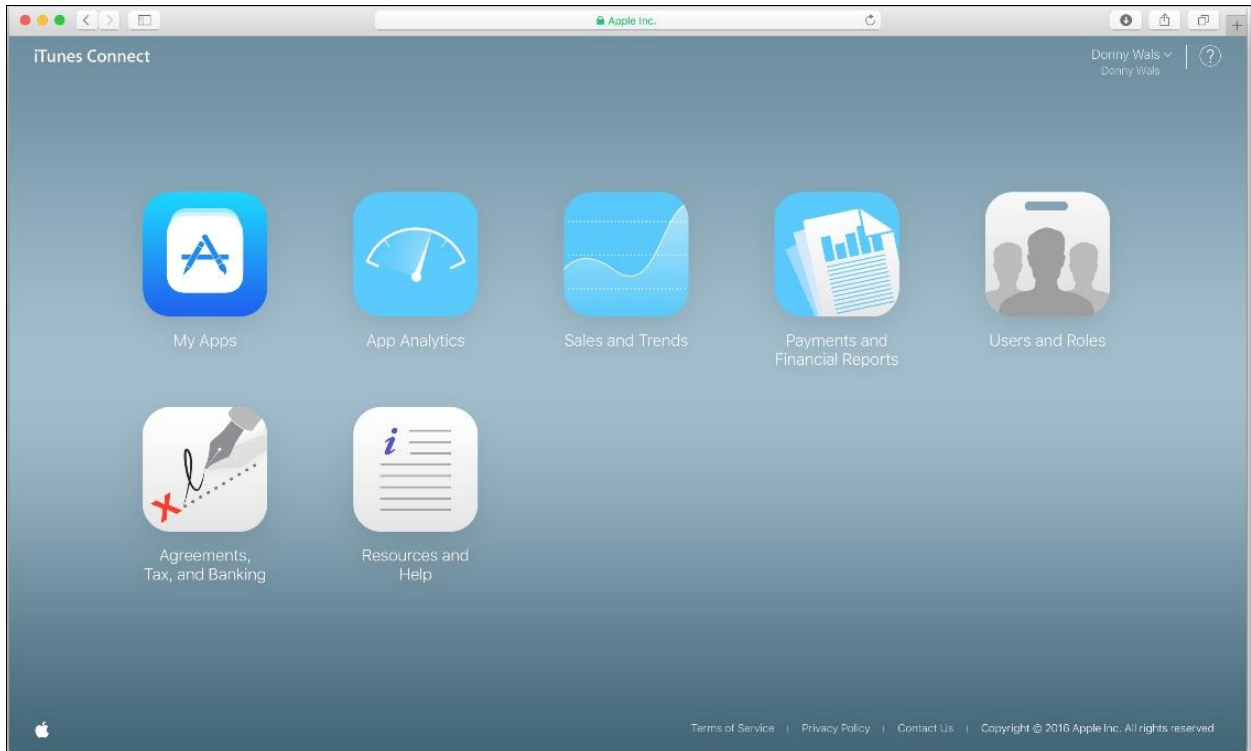 Apple Inc.
iTunes Connect
Donny Wals
Donny Wals
?
My Apps
App Analytics
Sales and Trends
Payments and
Financial Reports
Users and Roles
i
Agreements,
Tax, and Banking
Resources and
Help
Terms of Service | Privacy Policy | Contact Us | Copyright © 2016 Apple Inc. All rights reserved